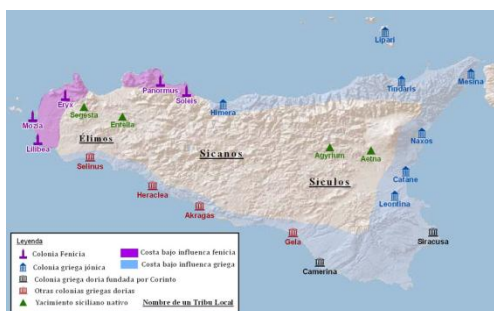 Lipari
Mesina
Tindaris
Panormus
Soleis
Eryx
Himera
Segesta
Entella
Mozia
Naxos
Lilibea
Élimos
Sicanos
Agyrium
Aetna
Selinus
Sículos
Catane
Heraclea
Leontina
Akragas
Gela
Siracusa
Camerina
Leyenda
Colonia Fenicia
Costa bajo influencia fenicia
Colonia griega jónica
Costa bajo influencia griega
Colonia griega doria fundada por Corinto
Otras colonias griegas dorias
Yacimiento siciliano nativo
Nombre de un Tribu Local